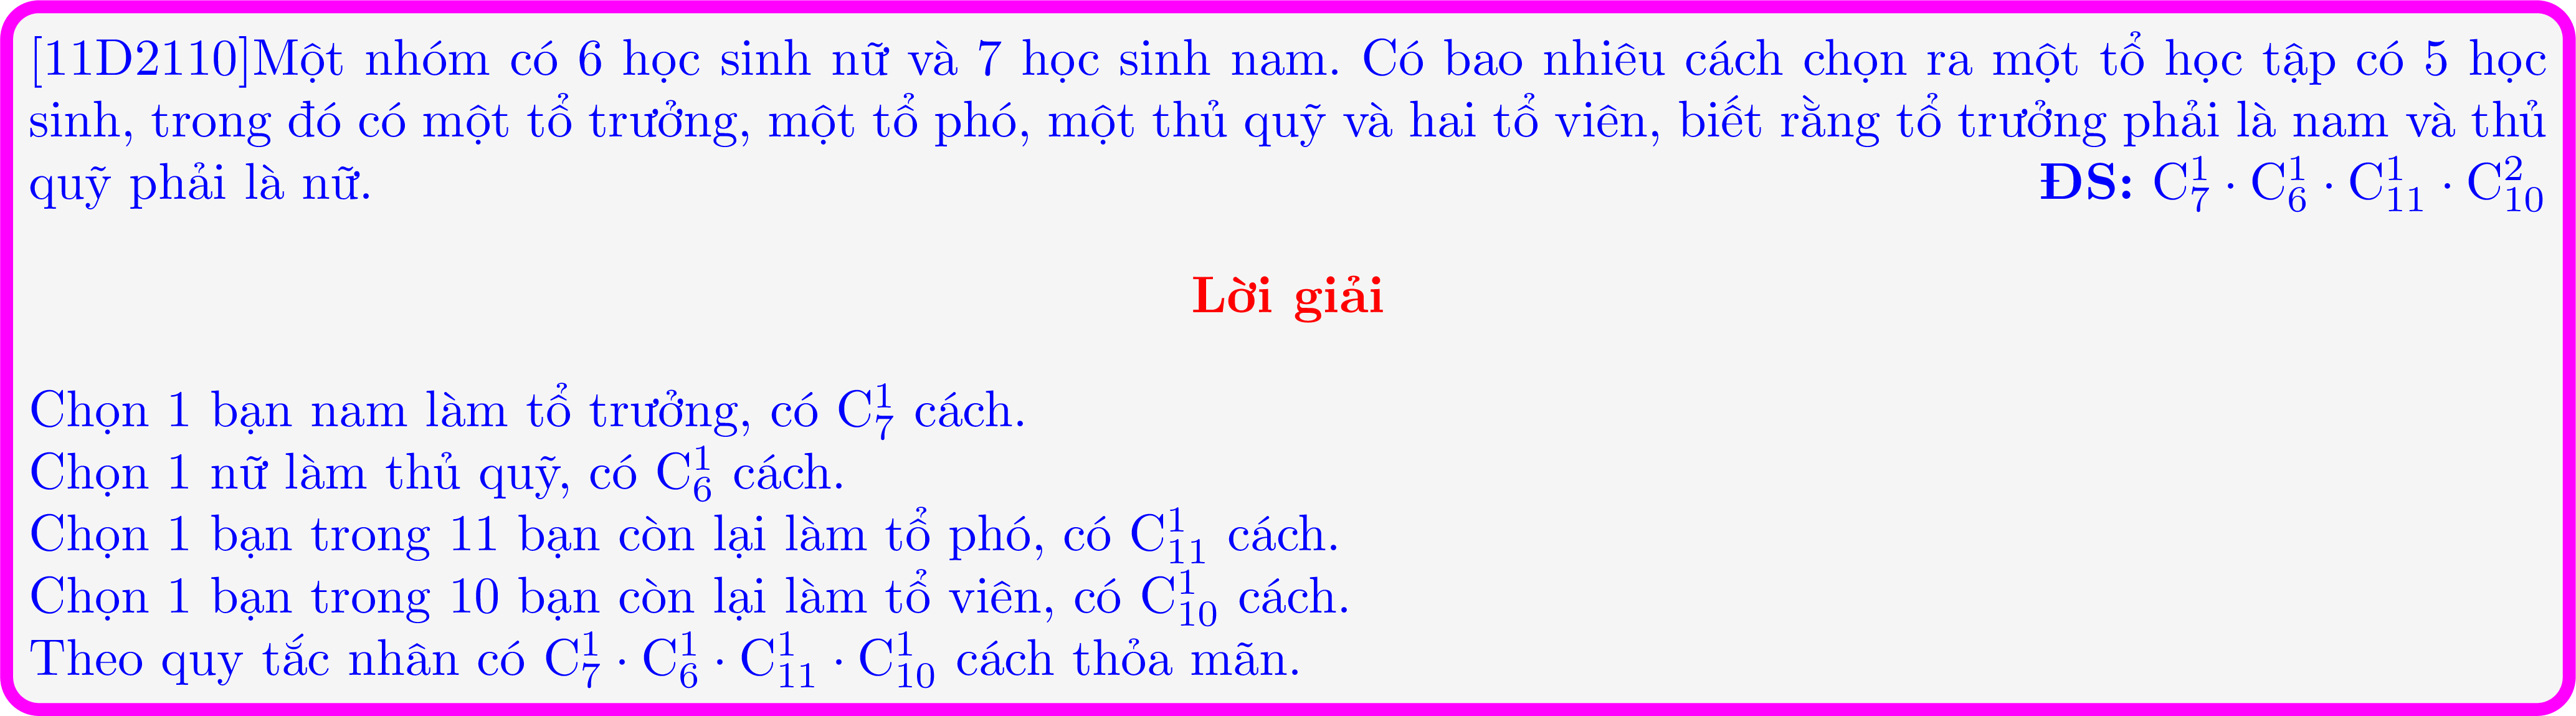 [11D2110]Một nhóm có 6 học sinh nữ và 7 học sinh nam. Có bao nhiêu cách chọn ra một tổ học tập có 5 học
sinh, trong đó có một tổ trưởng, một tổ phó, một thủ quỹ và hai tổ viên, biết rằng tổ trưởng phải là nam và thủ
quỹ phải là nữ. ĐS: $C_7^1 \cdot C_6^1 \cdot C_{11}^1 \cdot C_{10}^2$
Lời giải
Chọn 1 bạn nam làm tổ trưởng, có $C_7^1$ cách.
Chọn 1 nữ làm thủ quỹ, có $C_6^1$ cách.
Chọn 1 bạn trong 11 bạn còn lại làm tổ phó, có $C_{11}^1$ cách.
Chọn 1 bạn trong 10 bạn còn lại làm tổ viên, có $C_{10}^1$ cách.
Theo quy tắc nhân có $C_7^1 \cdot C_6^1 \cdot C_{11}^1 \cdot C_{10}^1$ cách thỏa mãn.